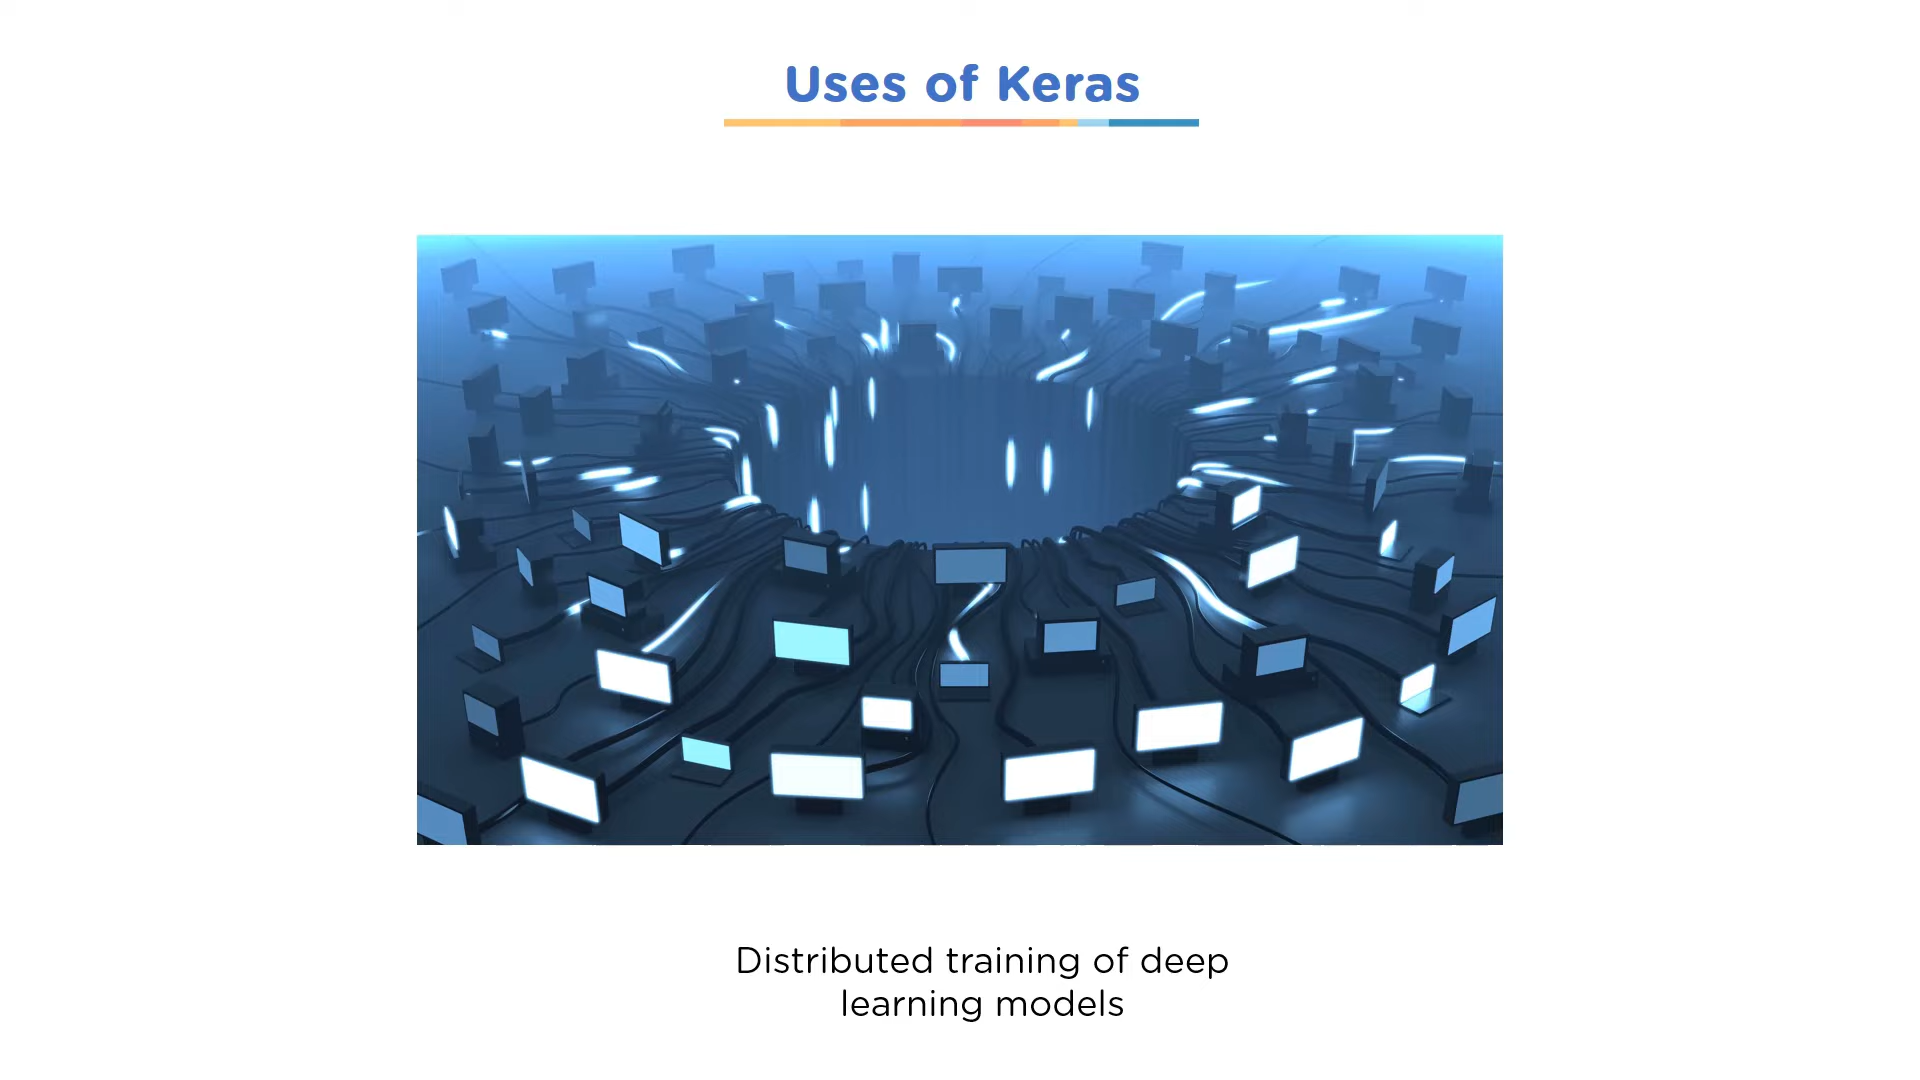 Uses of Keras
Distributed training of deep
learning models